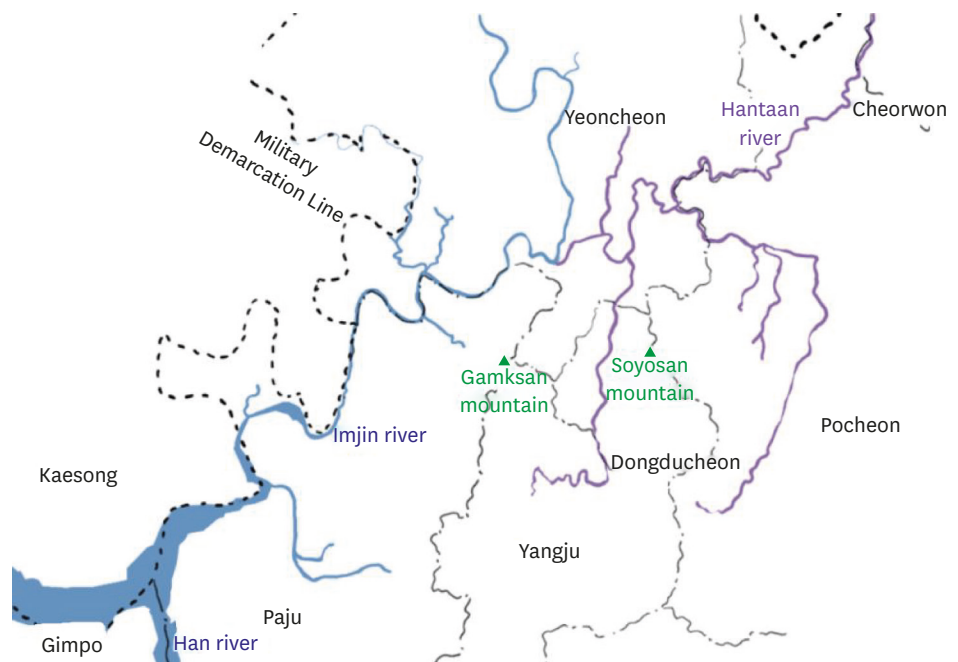 Yeoncheon
Hantaan
river
Cheorwon
Military
Demarcation Line
Gamksan
mountain
Soyosan
mountain
Imjin river
Pocheon
Kaesong
Dongducheon
Yangju
Paju
Gimpo
Han river